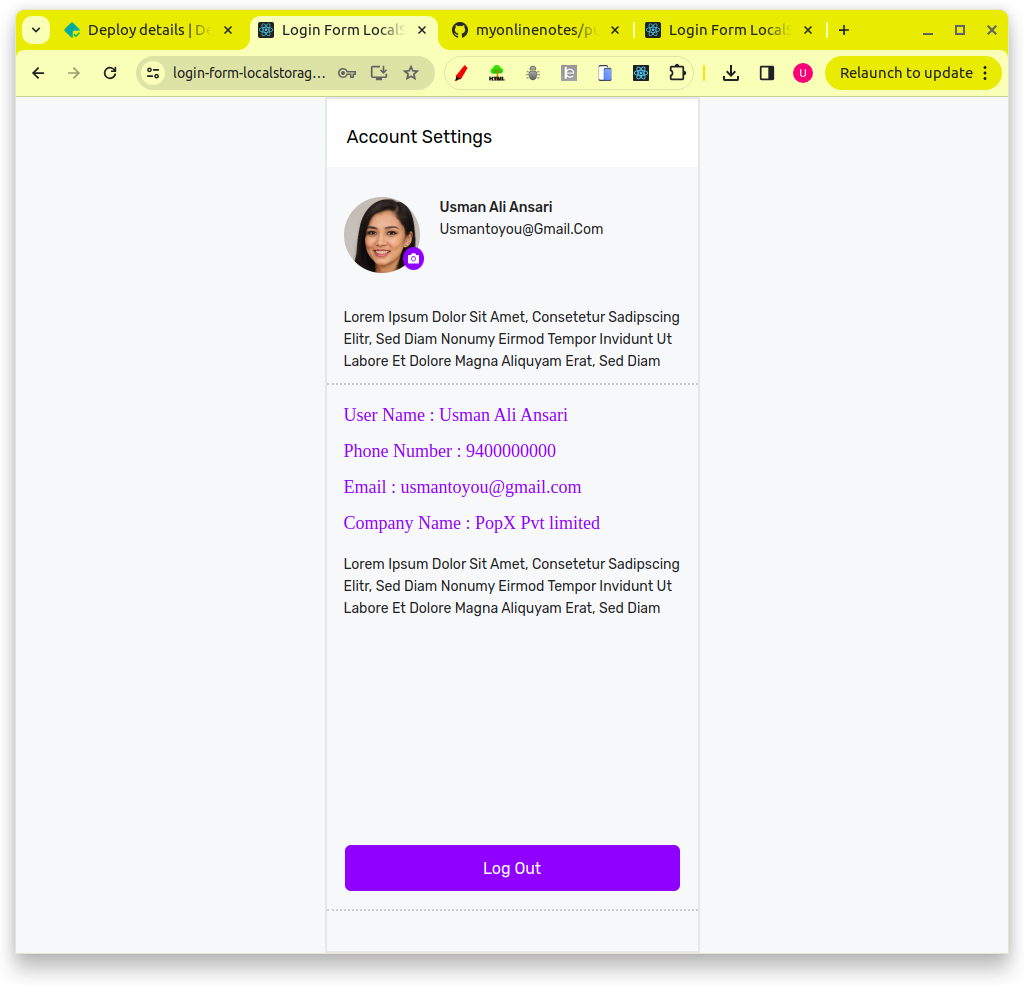 Deploy details | De
Login Form LocalS
myonlinenotes/pu
Login Form LocalS
login-form-localstorag...
HTML
U
Relaunch to update
Account Settings
Usman Ali Ansari
Usmantoyou@Gmail.Com
Lorem Ipsum Dolor Sit Amet, Consetetur Sadipscing
Elitr, Sed Diam Nonumy Eirmod Tempor Invidunt Ut
Labore Et Dolore Magna Aliquyam Erat, Sed Diam
User Name : Usman Ali Ansari
Phone Number : 9400000000
Email : usmantoyou@gmail.com
Company Name : PopX Pvt limited
Lorem Ipsum Dolor Sit Amet, Consetetur Sadipscing
Elitr, Sed Diam Nonumy Eirmod Tempor Invidunt Ut
Labore Et Dolore Magna Aliquyam Erat, Sed Diam
Log Out